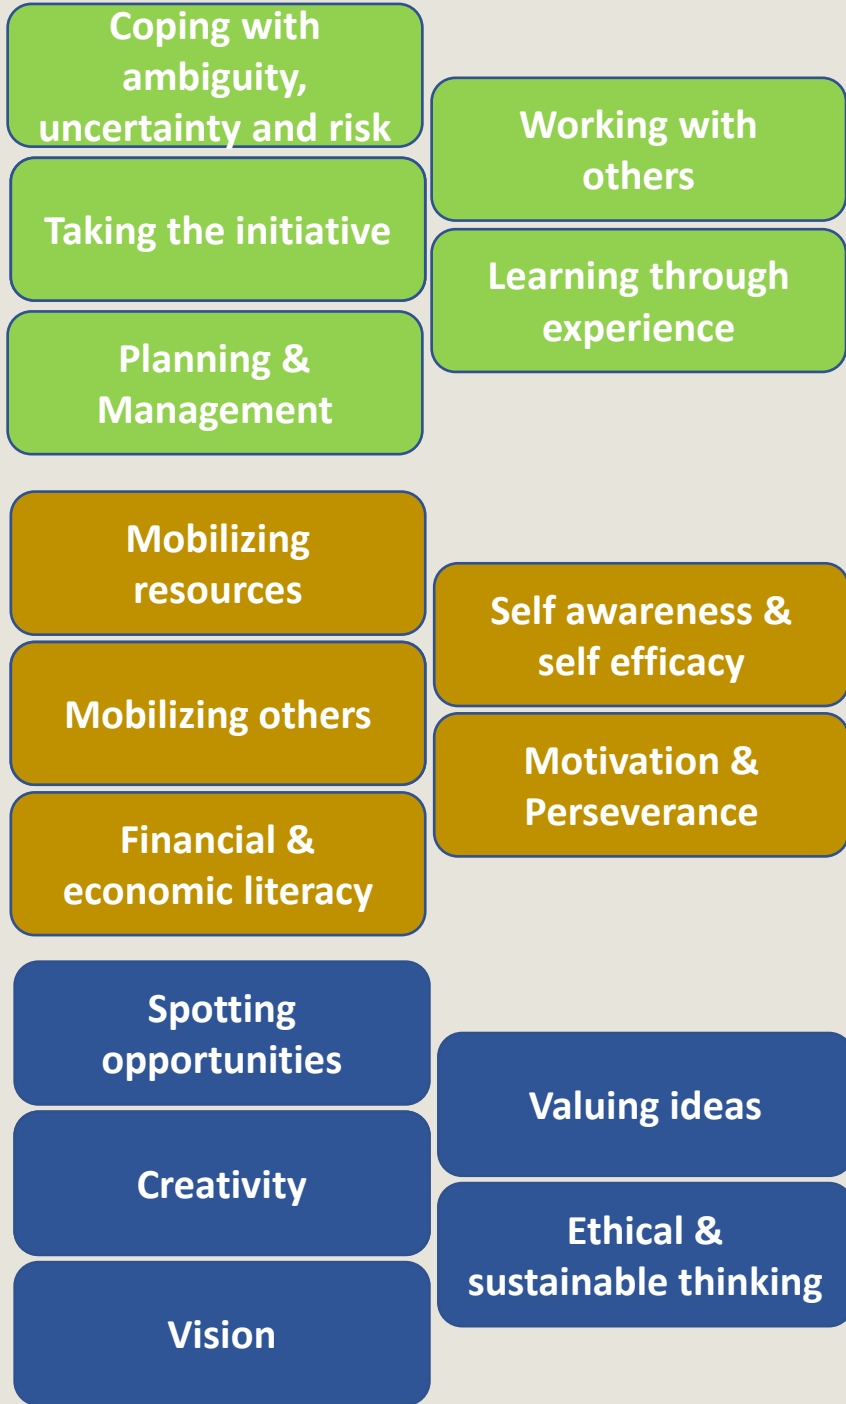 Coping with
ambiguity,
uncertainty and risk
Working with
others
Taking the initiative
Learning through
experience
Planning &
Management
Mobilizing
resources
Self awareness &
self efficacy
Mobilizing others
Motivation &
Perseverance
Financial &
economic literacy
Spotting
opportunities
Valuing ideas
Creativity
Ethical &
sustainable thinking
Vision